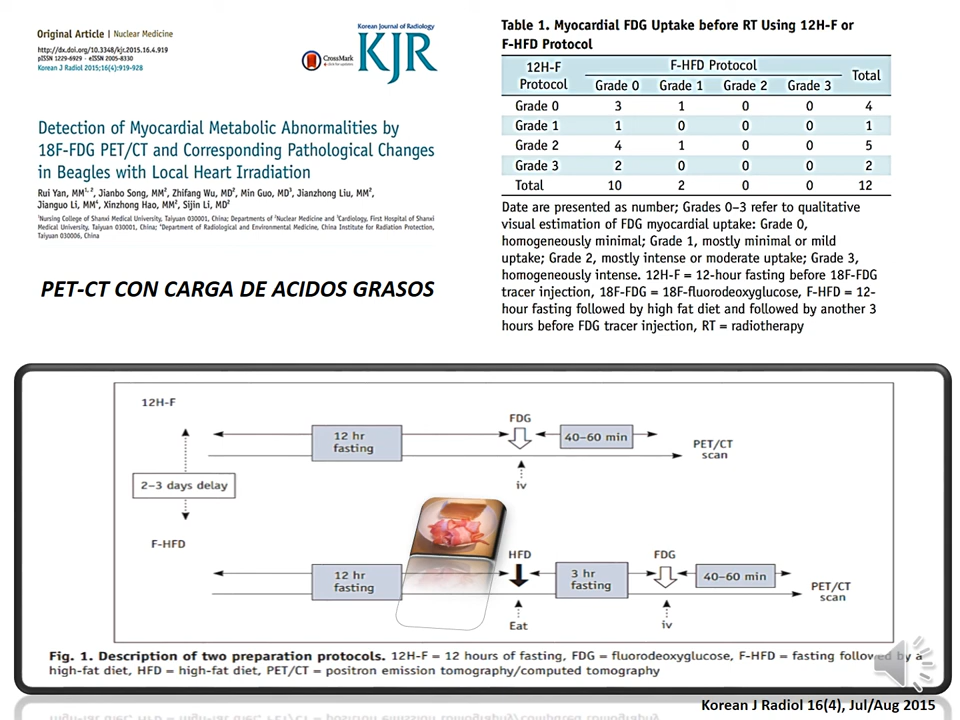 Original Article | Nuclear Medicine
http://dx.doi.org/10.3348/kjr.2015.16.4.919
pISSN 1229-6929 · eISSN 2005-8330
Korean J Radiol 2015;16(4):919-928
CrossMark
Korean Journal of Radiology
KJR
Detection of Myocardial Metabolic Abnormalities by
18F-FDG PET/CT and Corresponding Pathological Changes
in Beagles with Local Heart Irradiation
Rui Yan, MM1, 2, Jianbo Song, MM2, Zhifang Wu, MD2, Min Guo, MD3, Jianzhong Liu, MM2,
Jianguo Li, MM4, Xinzhong Hao, MM2, Sijin Li, MD2
1Nursing College of Shanxi Medical University, Taiyuan 030001, China; Departments of 2Nuclear Medicine and 3Cardiology, First Hospital of Shanxi
Medical University, Taiyuan 030001, China; 4Department of Radiological and Environmental Medicine, China Institute for Radiation Protection,
Taiyuan 030006, China
PET-CT CON CARGA DE ACIDOS GRASOS
Table 1. Myocardial FDG Uptake before RT Using 12H-F or
F-HFD Protocol
12H-F Protocol F-HFD Protocol Total
Grade 0 Grade 1 Grade 2 Grade 3
Grade 0 3 1 0 0 4
Grade 1 1 0 0 0 1
Grade 2 4 1 0 0 5
Grade 3 2 0 0 0 2
Total 10 2 0 0 12
Date are presented as number; Grades 0–3 refer to qualitative
visual estimation of FDG myocardial uptake: Grade 0,
homogeneously minimal; Grade 1, mostly minimal or mild
uptake; Grade 2, mostly intense or moderate uptake; Grade 3,
homogeneously intense. 12H-F = 12-hour fasting before 18F-FDG
tracer injection, 18F-FDG = 18F-fluorodeoxyglucose, F-HFD = 12-
hour fasting followed by high fat diet and followed by another 3
hours before FDG tracer injection, RT = radiotherapy
12H-F
12 hr
fasting
FDG
40–60 min
PET/CT
scan
iv
2–3 days delay
F-HFD
12 hr
fasting
HFD
3 hr
fasting
FDG
40–60 min
PET/CT
scan
Eat
iv
Fig. 1. Description of two preparation protocols. 12H-F = 12 hours of fasting, FDG = fluorodeoxyglucose, F-HFD = fasting followed by
high-fat diet, HFD = high-fat diet, PET/CT = positron emission tomography/computed tomography
Korean J Radiol 16(4), Jul/Aug 2015